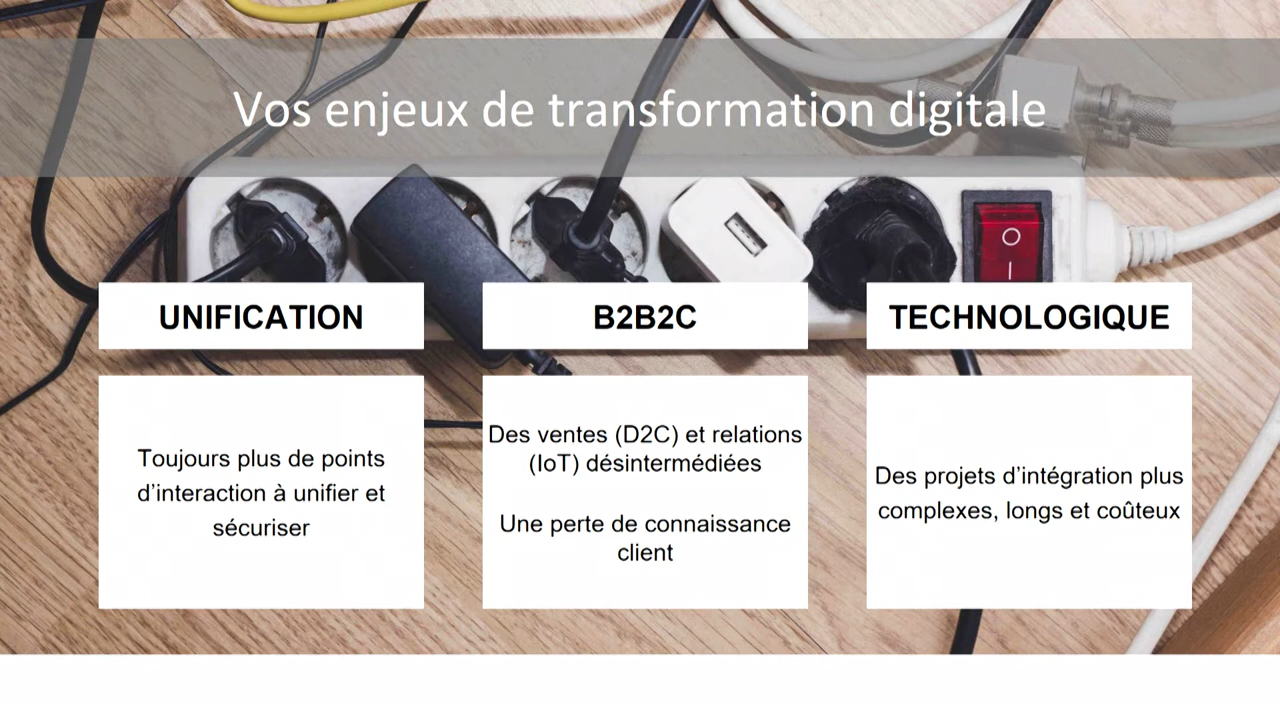 Vos enjeux de transformation digitale
UNIFICATION
Toujours plus de points
d’interaction à unifier et
sécuriser
B2B2C
Des ventes (D2C) et relations
(IoT) désintermédiées
Une perte de connaissance
client
TECHNOLOGIQUE
Des projets d’intégration plus
complexes, longs et coûteux